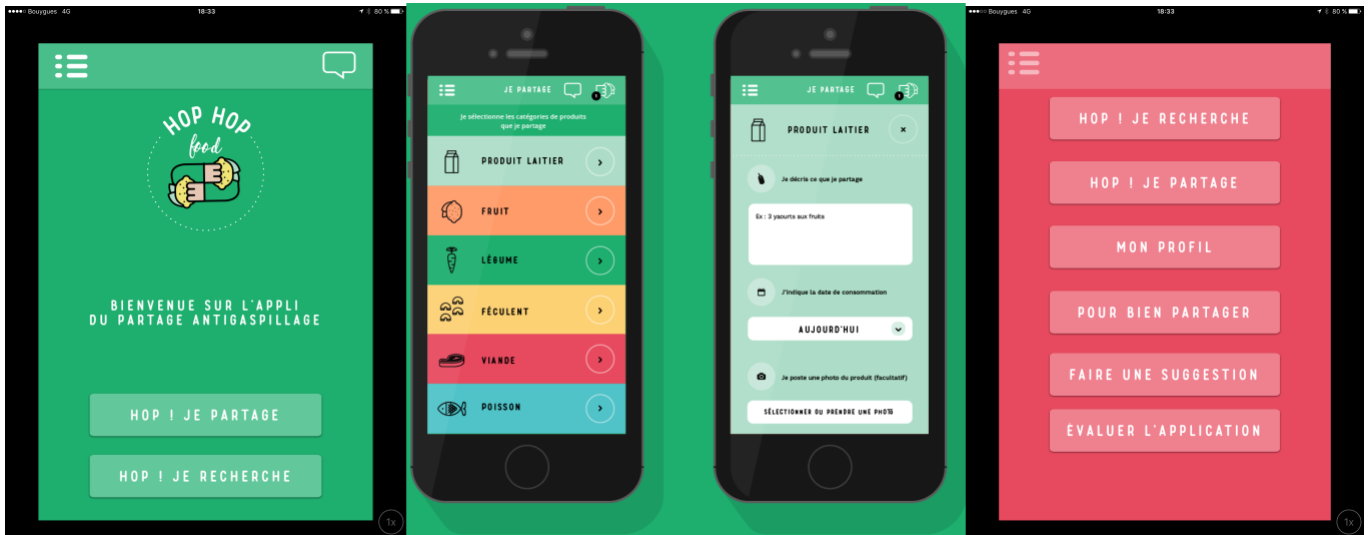 Bouygues 4G 18:33 80 %
HOP HOP
food
BIENVENUE SUR L'APPLI
DU PARTAGE ANTIGASPILLAGE
HOP ! JE PARTAGE
HOP ! JE RECHERCHE
1x
JE PARTAGE
1
Je sélectionne les catégories de produits
que je partage
PRODUIT LAITIER
FRUIT
LÉGUME
FÉCULENT
VIANDE
POISSON
JE PARTAGE
1
PRODUIT LAITIER
Je décris ce que je partage
Ex : 3 yaourts aux fruits
J'indique la date de consommation
AUJOURD'HUI
Je poste une photo du produit (facultatif)
SÉLECTIONNER OU PRENDRE UNE PHOTO
Bouygues 4G 18:33 80 %
HOP ! JE RECHERCHE
HOP ! JE PARTAGE
MON PROFIL
POUR BIEN PARTAGER
FAIRE UNE SUGGESTION
ÉVALUER L'APPLICATION
1x